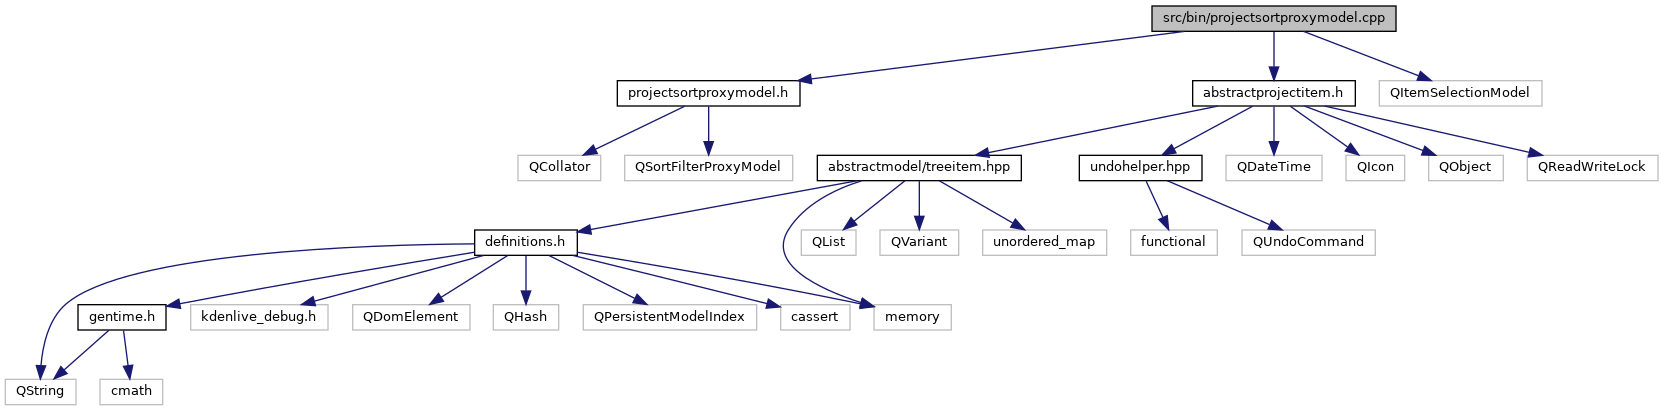 src/bin/projectsortproxymodel.cpp
projectsortproxymodel.h
abstractprojectitem.h
QItemSelectionModel
QCollator
QSortFilterProxyModel
abstractmodel/treeitem.hpp
undohelper.hpp
QDateTime
QIcon
QObject
QReadWriteLock
definitions.h
QList
QVariant
unordered_map
functional
QUndoCommand
gentime.h
kdenlive_debug.h
QDomElement
QHash
QPersistentModelIndex
cassert
memory
QString
cmath